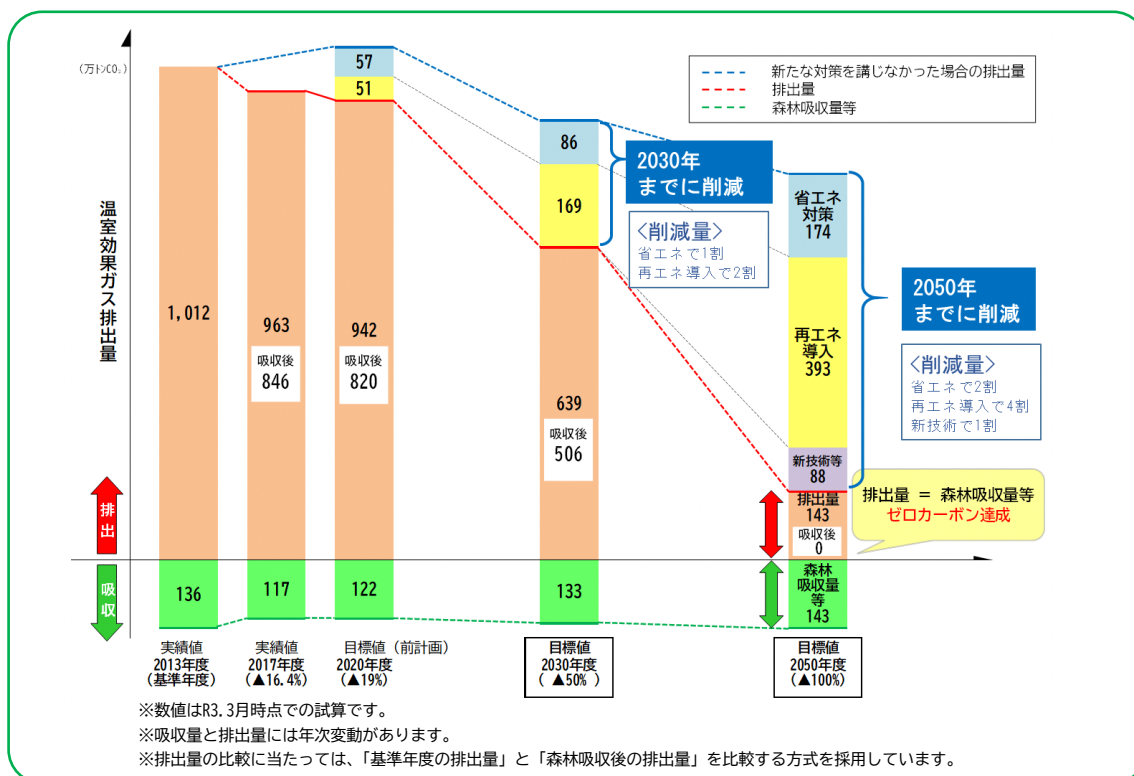 (万トンCO₂)
温室効果ガス排出量
排出
吸収
新たな対策を講じなかった場合の排出量
排出量
森林吸収量等
1,012
136
実績値
2013年度
(基準年度)
963
吸収後
846
117
実績値
2017年度
(▲16.4%)
57
51
942
吸収後
820
122
目標値(前計画)
2020年度
(▲19%)
86
169
639
吸収後
506
133
目標値
2030年度
( ▲50% )
2030年
までに削減
<削減量>
省エネで1割
再エネ導入で2割
省エネ
対策
174
再エネ
導入
393
新技術等
88
排出量
143
吸収後
0
森林
吸収量
等
143
目標値
2050年度
(▲100%)
2050年
までに削減
<削減量>
省エネで2割
再エネ導入で4割
新技術で1割
排出量 = 森林吸収量等
ゼロカーボン達成
※数値はR3.3月時点での試算です。
※吸収量と排出量には年次変動があります。
※排出量の比較に当たっては、「基準年度の排出量」と「森林吸収後の排出量」を比較する方式を採用しています。